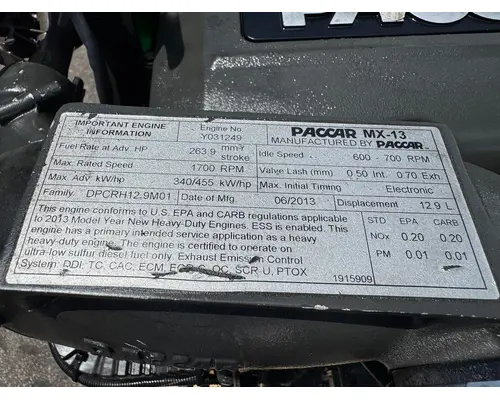 PACCAR
IMPORTANT ENGINE INFORMATION
Engine No Y031249
PACCAR MX-13
MANUFACTURED BY PACCAR
Fuel Rate at Adv. HP 263.9 mm³/stroke
Idle Speed 600 - 700 RPM
Max. Rated Speed 1700 RPM
Valve Lash (mm) 0.50 Int. 0.70 Exh
Max. Adv kW/hp 340/455 kW/hp
Max. Initial Timing Electronic
Family DPCRH12.9M01
Date of Mfg. 06/2013
Displacement 12.9 L
This engine conforms to U.S. EPA and CARB regulations applicable
to 2013 Model Year New Heavy-Duty Engines. ESS is enabled. This
engine has a primary intended service application as a heavy
heavy-duty engine. The engine is certified to operate on
ultra-low sulfur diesel fuel only. Exhaust Emission Control
System: DDI, TC, CAC, ECM, OC, SCR U, PTOX
STD EPA CARB
NOx 0.20 0.20
PM 0.01 0.01
1915909